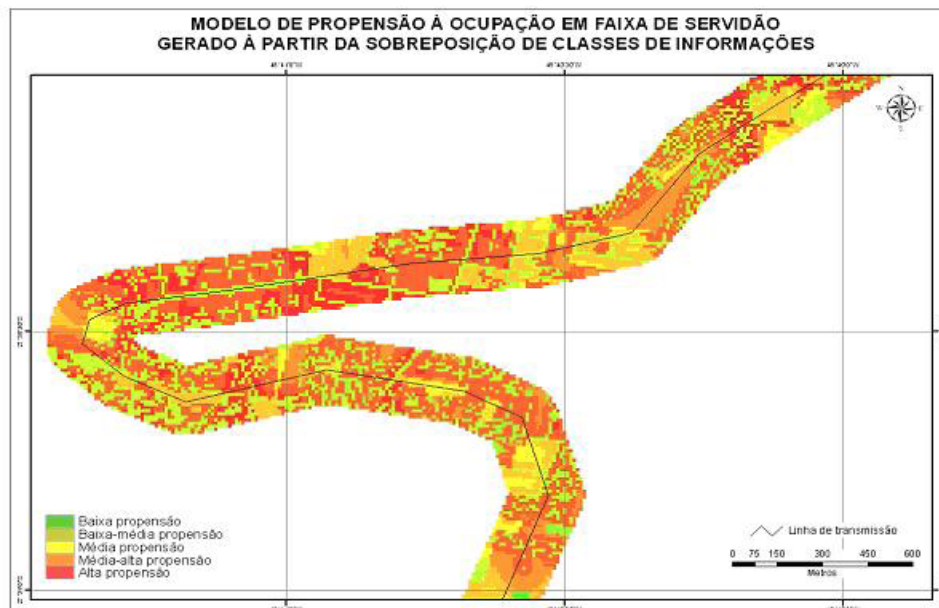 MODELO DE PROPENSÃO À OCUPAÇÃO EM FAIXA DE SERVIDÃO
GERADO À PARTIR DA SOBREPOSIÇÃO DE CLASSES DE INFORMAÇÕES
N
W E
S
Baixa propensão
Baixa-média propensão
Média propensão
Média-alta propensão
Alta propensão
Linha de transmissão
0 75 150 300 450 600
Metros